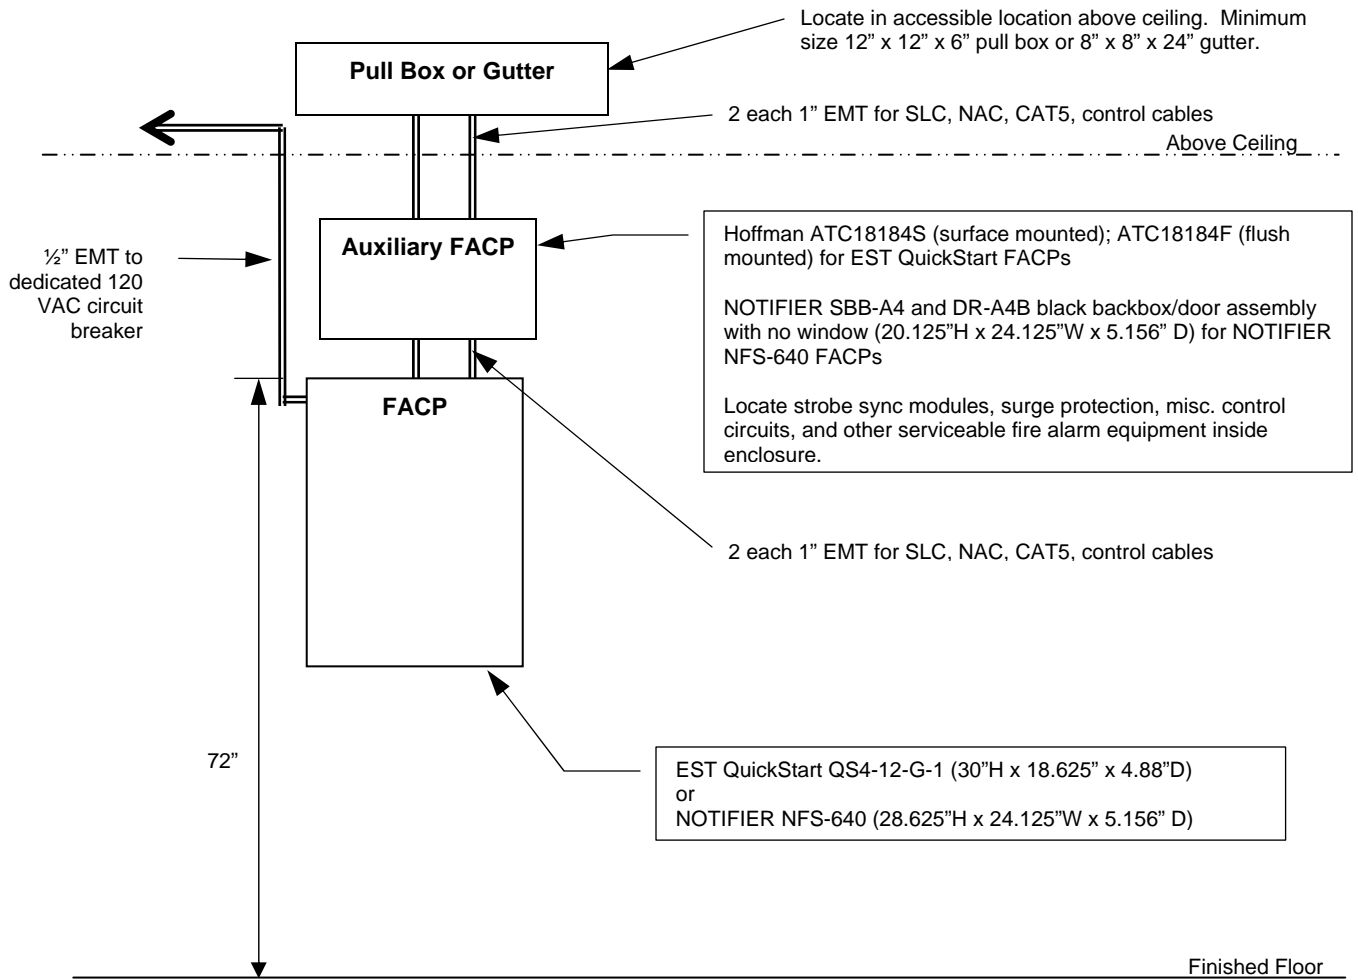 Locate in accessible location above ceiling.  Minimum
size 12” x 12” x 6” pull box or 8” x 8” x 24” gutter.
Pull Box or Gutter
2 each 1” EMT for SLC, NAC, CAT5, control cables
Above Ceiling
Auxiliary FACP
½” EMT to
dedicated 120
VAC circuit
breaker
Hoffman ATC18184S (surface mounted); ATC18184F (flush
mounted) for EST QuickStart FACPs
NOTIFIER SBB-A4 and DR-A4B black backbox/door assembly
with no window (20.125”H x 24.125”W x 5.156” D) for NOTIFIER
NFS-640 FACPs
Locate strobe sync modules, surge protection, misc. control
circuits, and other serviceable fire alarm equipment inside
enclosure.
FACP
2 each 1” EMT for SLC, NAC, CAT5, control cables
72”
EST QuickStart QS4-12-G-1 (30”H x 18.625” x 4.88”D)
or
NOTIFIER NFS-640 (28.625”H x 24.125”W x 5.156” D)
Finished Floor